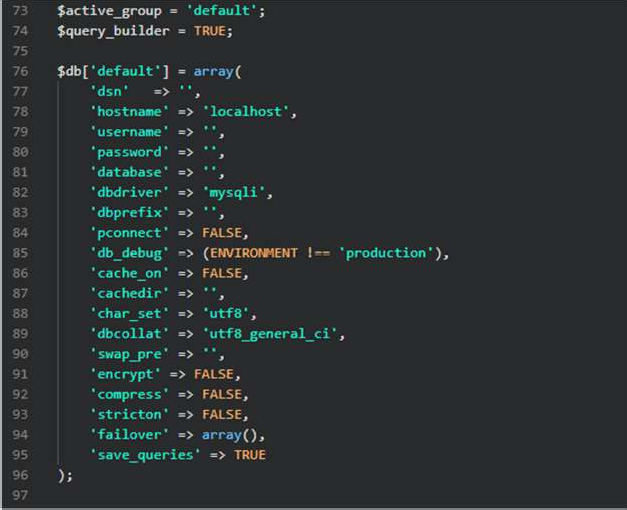 73 $active_group = 'default';
74 $query_builder = TRUE;
75
76 $db['default'] = array(
77 'dsn'   => '',
78 'hostname' => 'localhost',
79 'username' => '',
80 'password' => '',
81 'database' => '',
82 'dbdriver' => 'mysqli',
83 'dbprefix' => '',
84 'pconnect' => FALSE,
85 'db_debug' => (ENVIRONMENT !== 'production'),
86 'cache_on' => FALSE,
87 'cachedir' => '',
88 'char_set' => 'utf8',
89 'dbcollat' => 'utf8_general_ci',
90 'swap_pre' => '',
91 'encrypt' => FALSE,
92 'compress' => FALSE,
93 'stricton' => FALSE,
94 'failover' => array(),
95 'save_queries' => TRUE
96 );
97